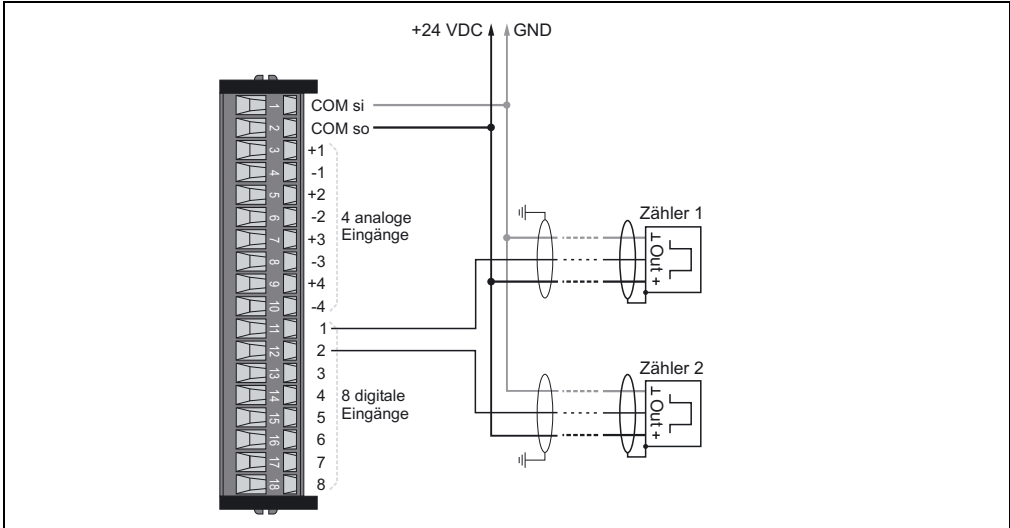 +24 VDC GND
1 COM si
2 COM so
3 +1
4 -1
5 +2
6 -2
7 +3
8 -3
9 +4
10 -4
4 analoge
Eingänge
11 1
12 2
13 3
14 4
15 5
16 6
17 7
18 8
8 digitale
Eingänge
Zähler 1
⊥ Out +
Zähler 2
⊥ Out +